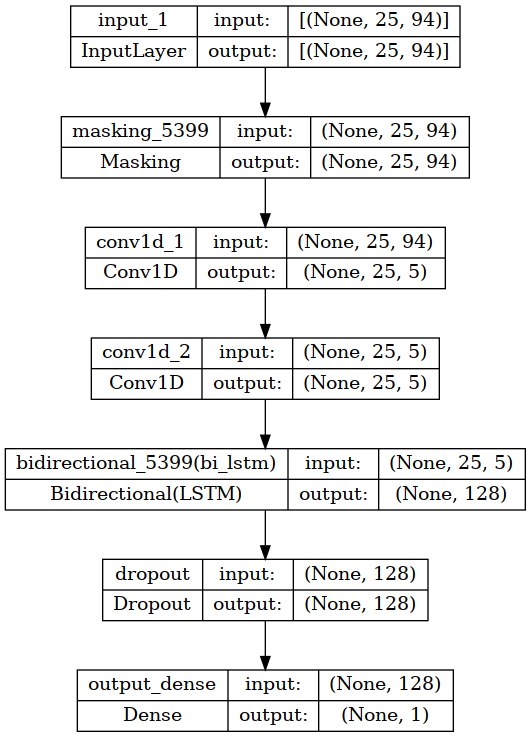 input_1 input: [(None, 25, 94)]
InputLayer output: [(None, 25, 94)]
masking_5399 input: (None, 25, 94)
Masking output: (None, 25, 94)
conv1d_1 input: (None, 25, 94)
Conv1D output: (None, 25, 5)
conv1d_2 input: (None, 25, 5)
Conv1D output: (None, 25, 5)
bidirectional_5399(bi_lstm) input: (None, 25, 5)
Bidirectional(LSTM) output: (None, 128)
dropout input: (None, 128)
Dropout output: (None, 128)
output_dense input: (None, 128)
Dense output: (None, 1)